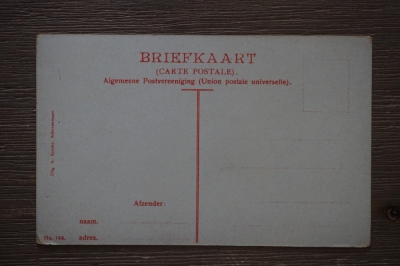 BRIEFKAART
(CARTE POSTALE).
Algemeene Postvereeniging (Union postale universelle).
Afzender:
naam.
adres.